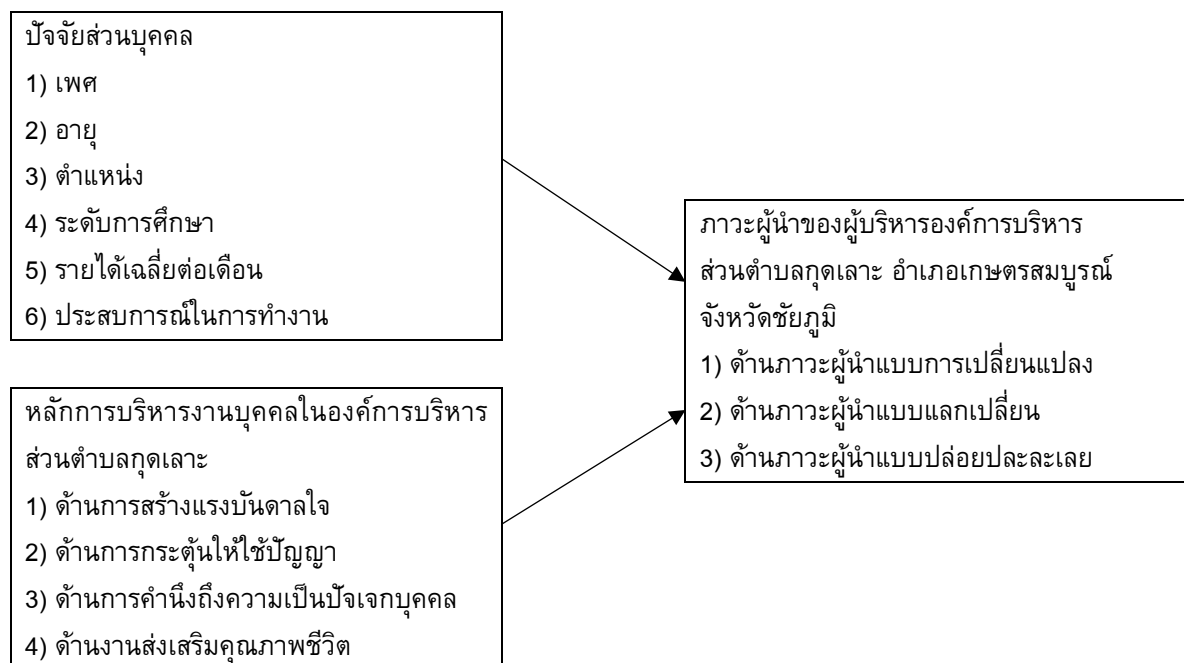 ปัจจัยส่วนบุคคล
1) เพศ
2) อายุ
3) ตำแหน่ง
4) ระดับการศึกษา
5) รายได้เฉลี่ยต่อเดือน
6) ประสบการณ์ในการทำงาน
หลักการบริหารงานบุคคลในองค์การบริหาร
ส่วนตำบลกุดเลาะ
1) ด้านการสร้างแรงบันดาลใจ
2) ด้านการกระตุ้นให้ใช้ปัญญา
3) ด้านการคำนึงถึงความเป็นปัจเจกบุคคล
4) ด้านงานส่งเสริมคุณภาพชีวิต
ภาวะผู้นำของผู้บริหารองค์การบริหาร
ส่วนตำบลกุดเลาะ อำเภอเกษตรสมบูรณ์
จังหวัดชัยภูมิ
1) ด้านภาวะผู้นำแบบการเปลี่ยนแปลง
2) ด้านภาวะผู้นำแบบแลกเปลี่ยน
3) ด้านภาวะผู้นำแบบปล่อยปละละเลย